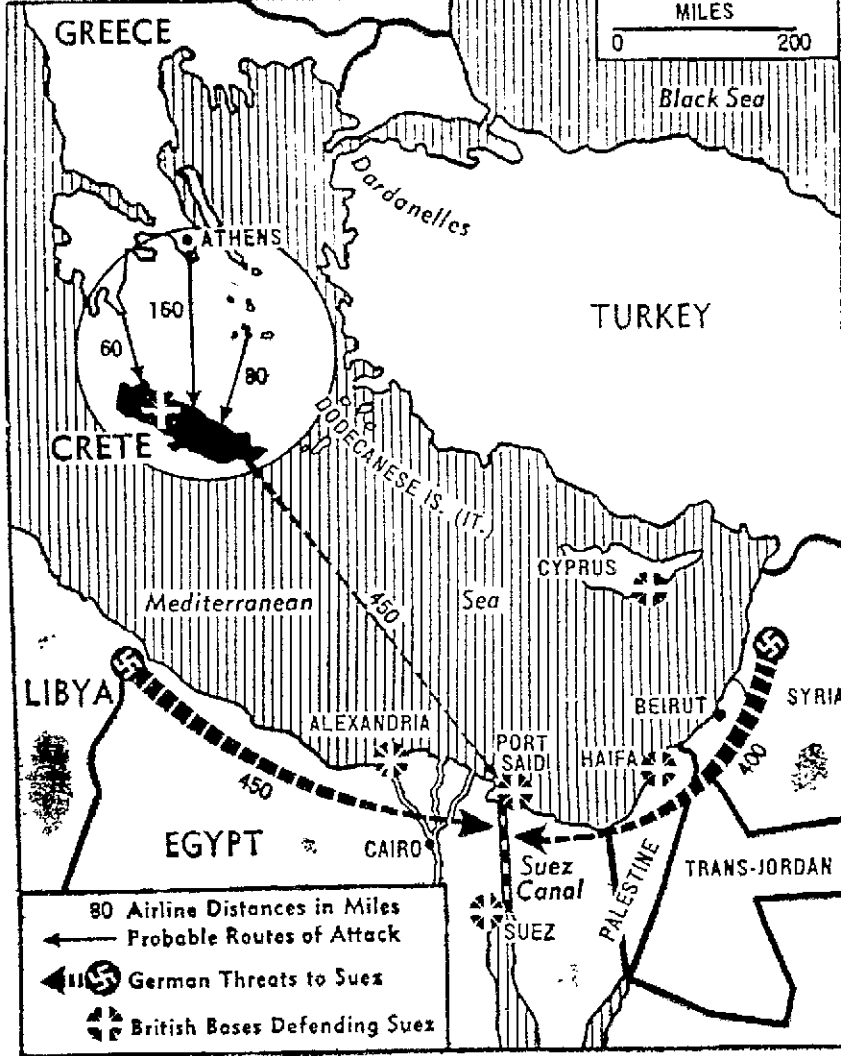 GREECE
MILES
0 200
Black Sea
Dardanelles
ATHENS
160
60
80
TURKEY
CRETE
DODECANESE IS. (IT.)
CYPRUS
Mediterranean
450
Sea
LIBYA
SYRIA
BEIRUT
ALEXANDRIA
PORT
SAIDI
HAIFA
450
400
EGYPT
CAIRO
Suez
Canal
PALESTINE
TRANS-JORDAN
SUEZ
80 Airline Distances in Miles
Probable Routes of Attack
German Threats to Suez
British Bases Defending Suez